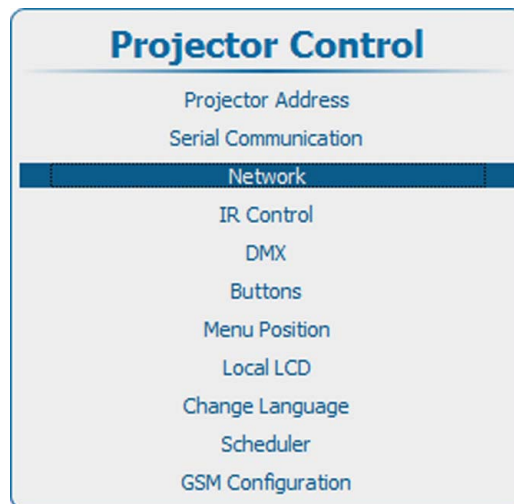 Projector Control
Projector Address
Serial Communication
Network
IR Control
DMX
Buttons
Menu Position
Local LCD
Change Language
Scheduler
GSM Configuration